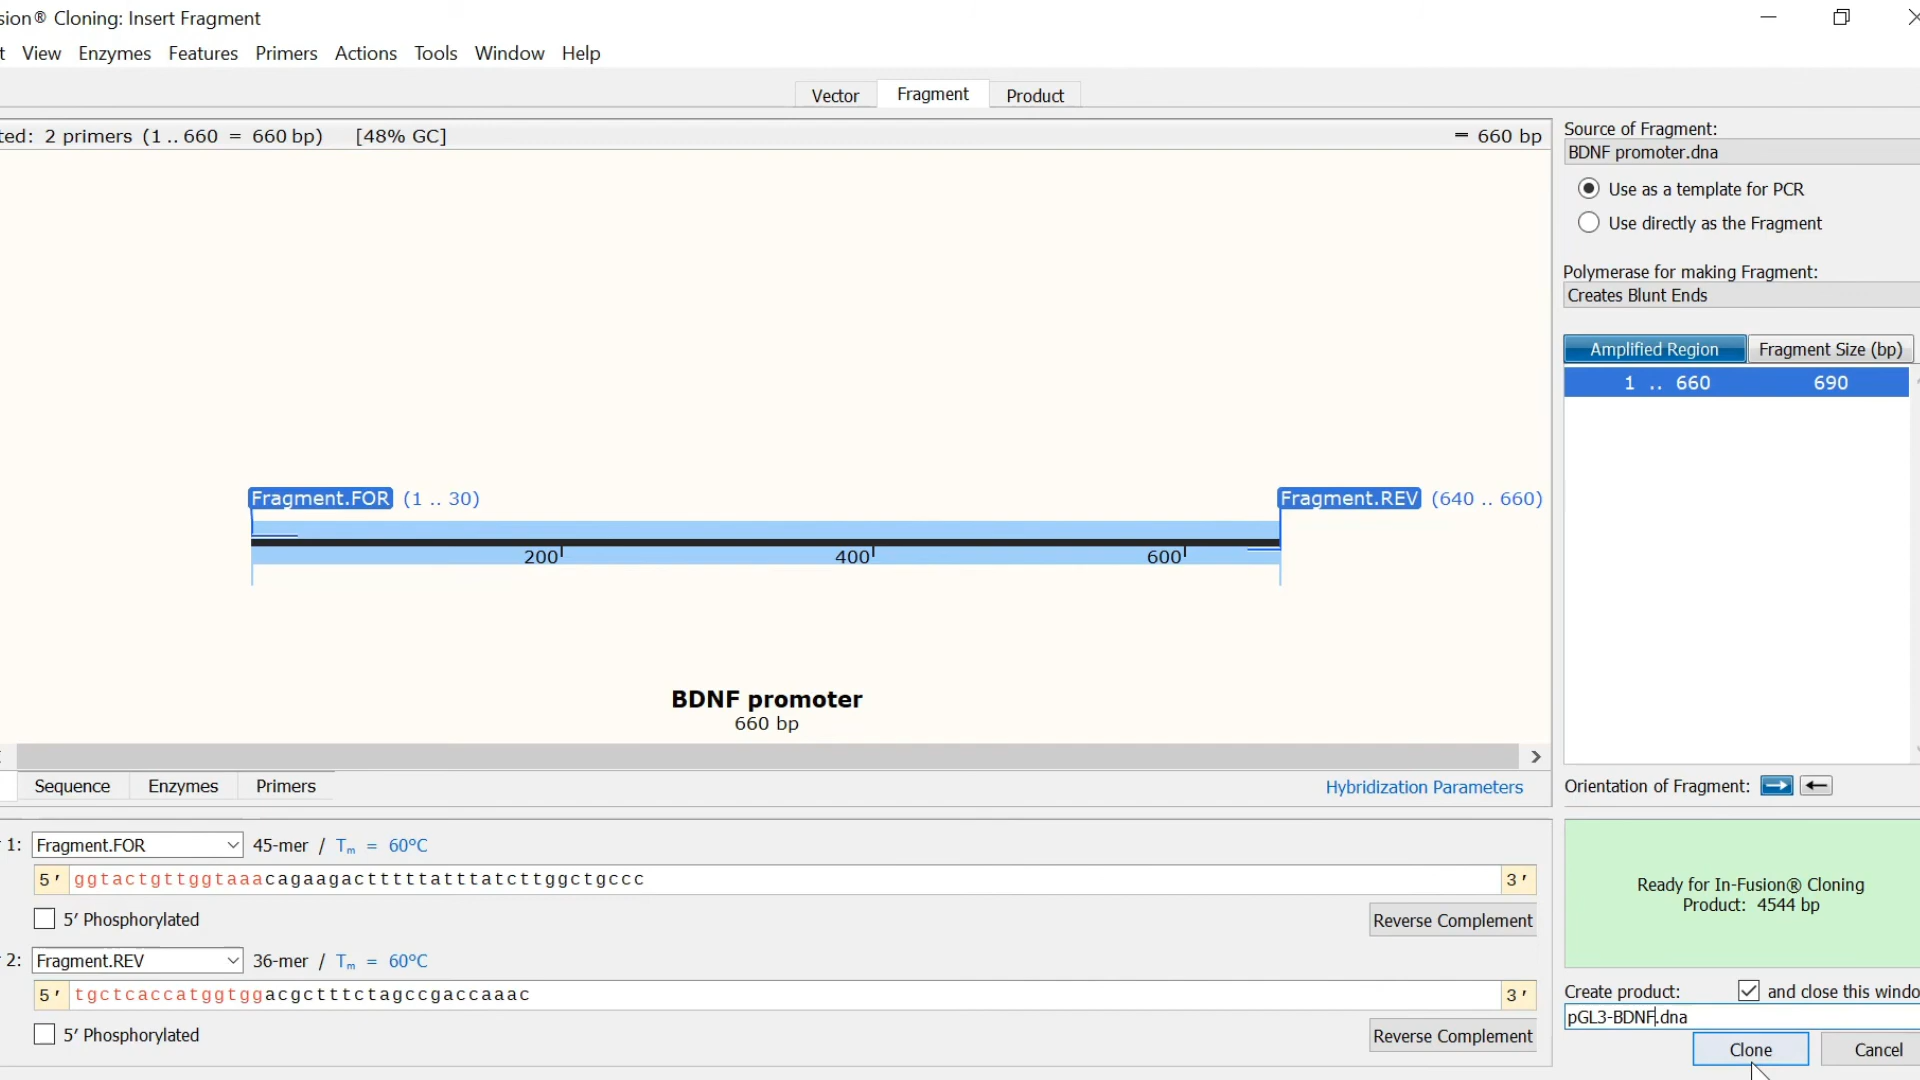 sion® Cloning: Insert Fragment
t View Enzymes Features Primers Actions Tools Window Help
Vector Fragment Product
ted: 2 primers (1 .. 660 = 660 bp) [48% GC] = 660 bp
Source of Fragment:
BDNF promoter.dna
Use as a template for PCR
Use directly as the Fragment
Polymerase for making Fragment:
Creates Blunt Ends
Amplified Region Fragment Size (bp)
1 .. 660 690
Fragment.FOR (1 .. 30) Fragment.REV (640 .. 660)
200 400 600
BDNF promoter
660 bp
Sequence Enzymes Primers Hybridization Parameters
Orientation of Fragment:
1: Fragment.FOR 45-mer / Tm = 60°C
5′ ggtactgttggtaaacagaagactttttatttatcttggctgccc 3′
5′ Phosphorylated Reverse Complement
2: Fragment.REV 36-mer / Tm = 60°C
5′ tgctcaccatggtggacgctttctagccgaccaaac 3′
5′ Phosphorylated Reverse Complement
Ready for In-Fusion® Cloning
Product: 4544 bp
Create product: and close this windo
pGL3-BDNF.dna
Clone Cancel